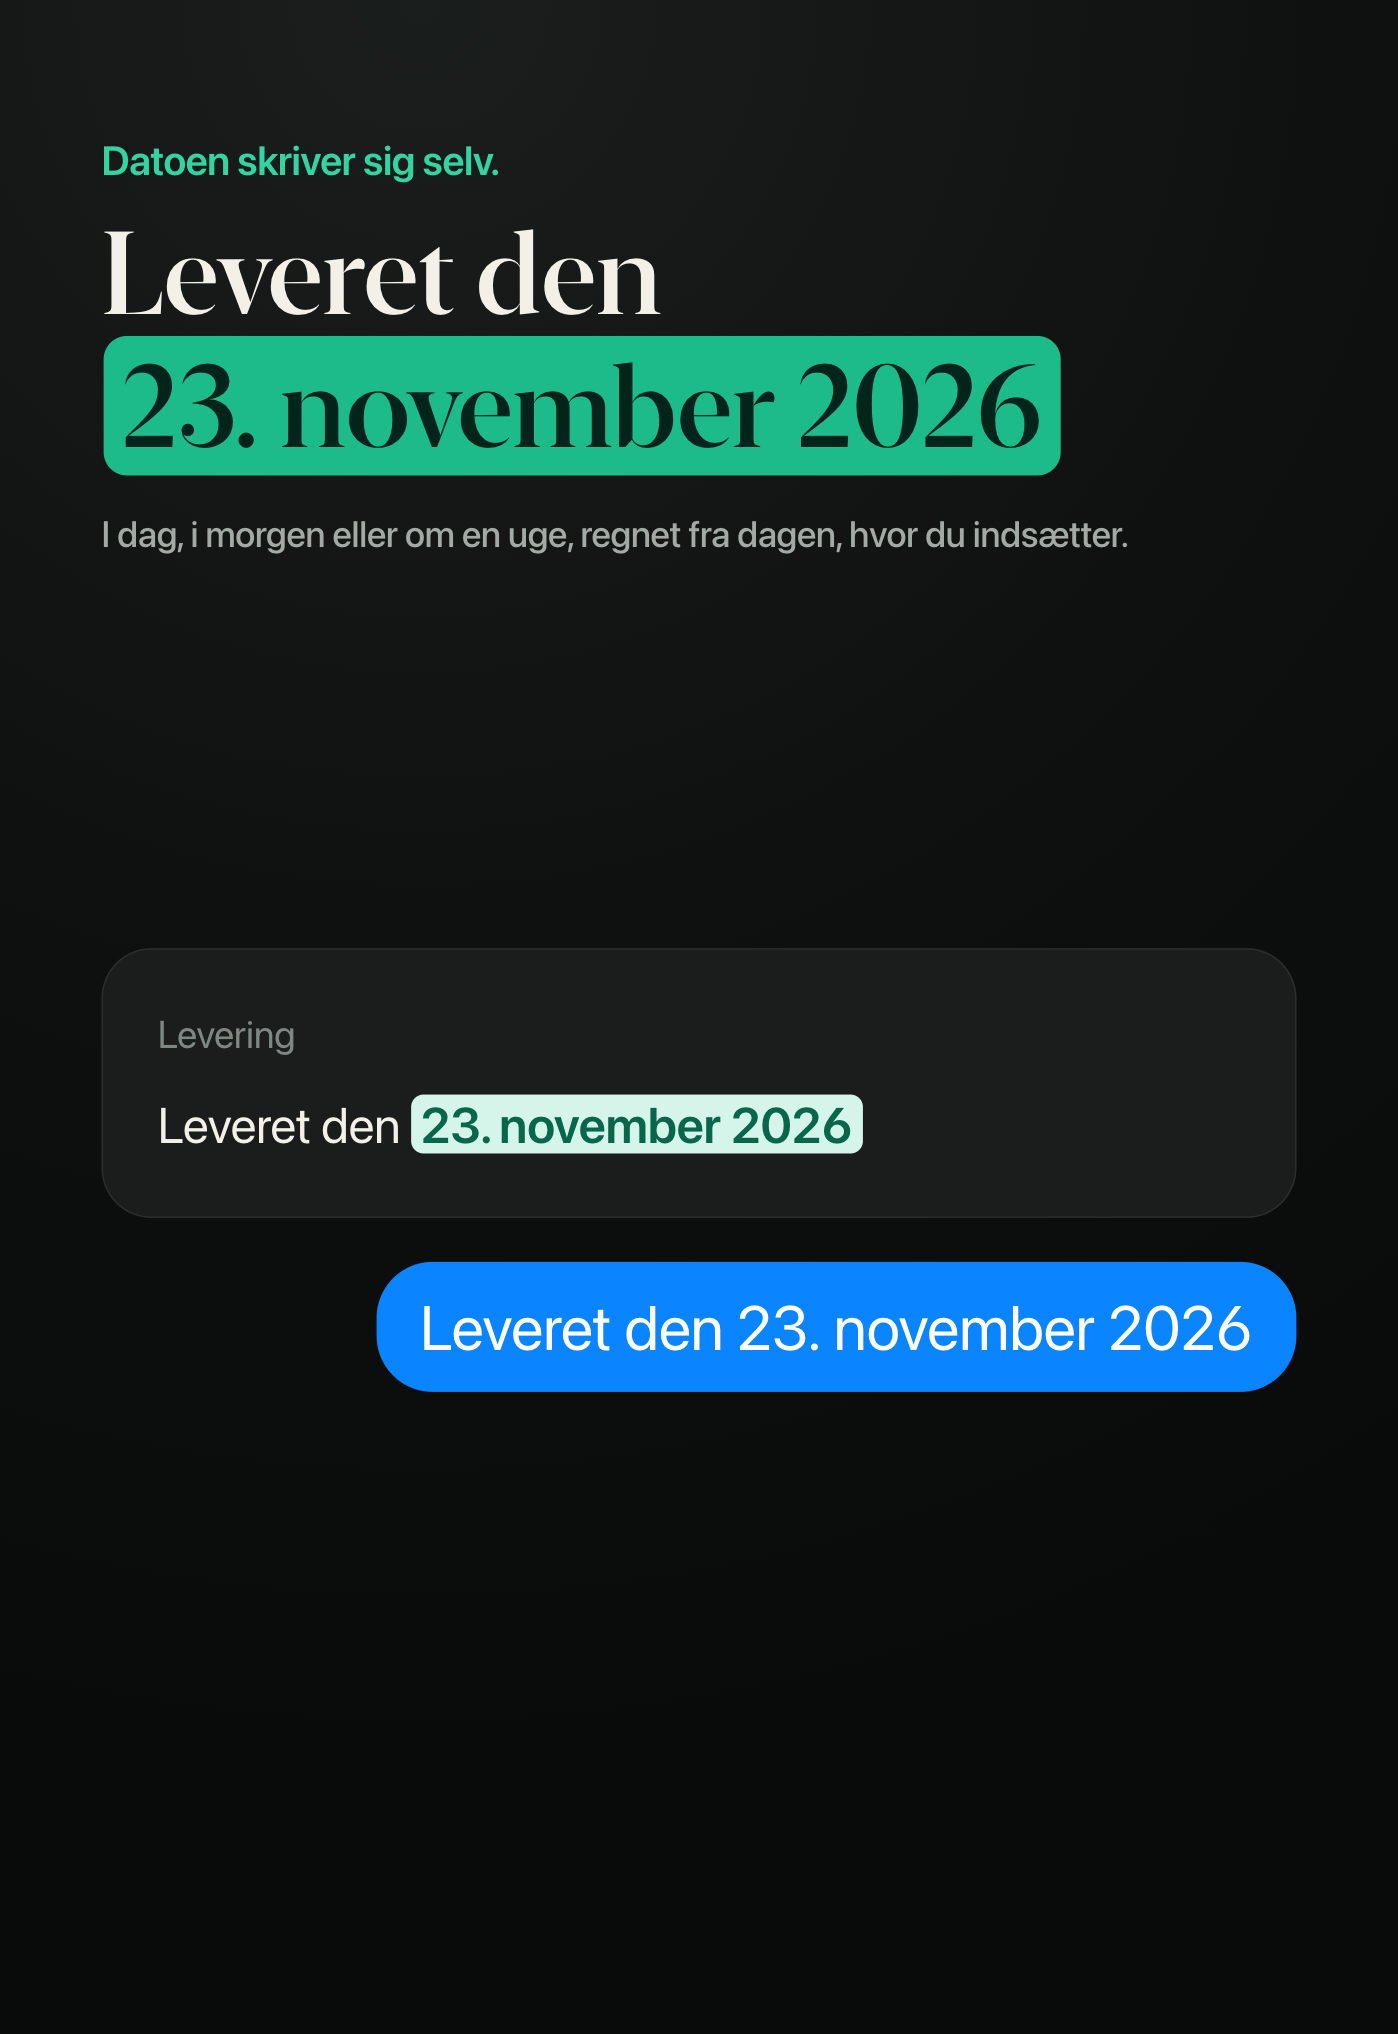 Datoen skriver sig selv.
Leveret den
23. november 2026
I dag, i morgen eller om en uge, regnet fra dagen, hvor du indsætter.
Levering
Leveret den 23. november 2026
Leveret den 23. november 2026